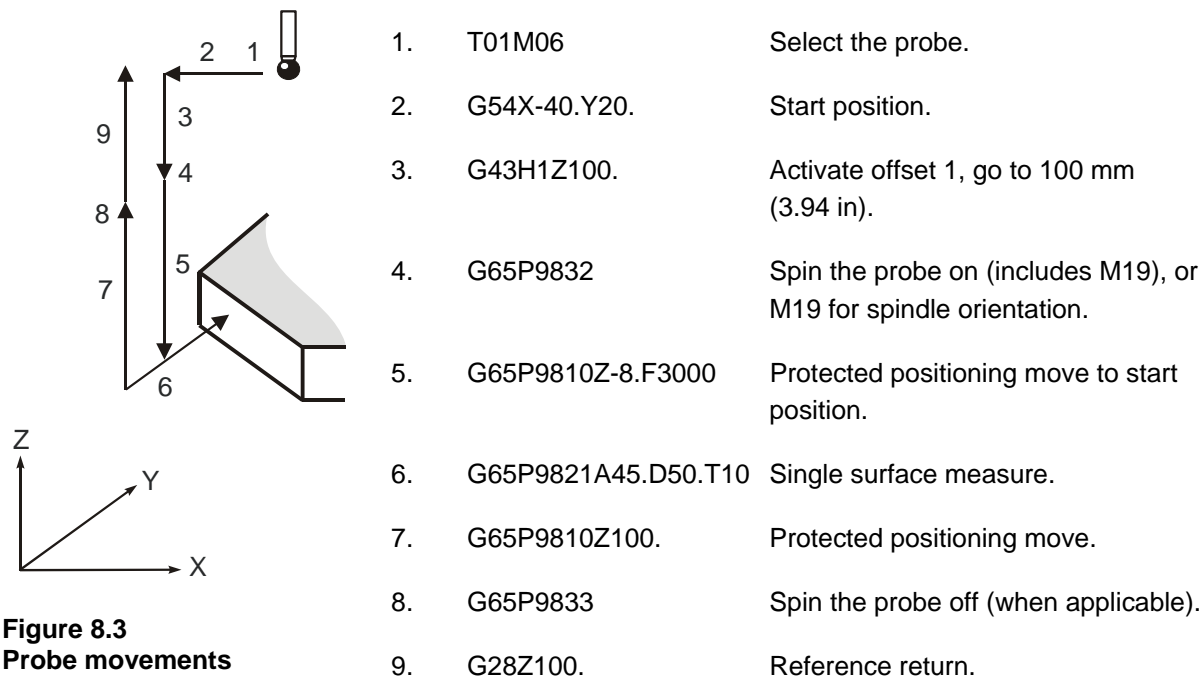 2 1
3
9
4
8
5
7
6
Z
Y
X
Figure 8.3
Probe movements
1. T01M06 Select the probe.
2. G54X-40.Y20. Start position.
3. G43H1Z100. Activate offset 1, go to 100 mm
(3.94 in).
4. G65P9832 Spin the probe on (includes M19), or
M19 for spindle orientation.
5. G65P9810Z-8.F3000 Protected positioning move to start
position.
6. G65P9821A45.D50.T10 Single surface measure.
7. G65P9810Z100. Protected positioning move.
8. G65P9833 Spin the probe off (when applicable).
9. G28Z100. Reference return.